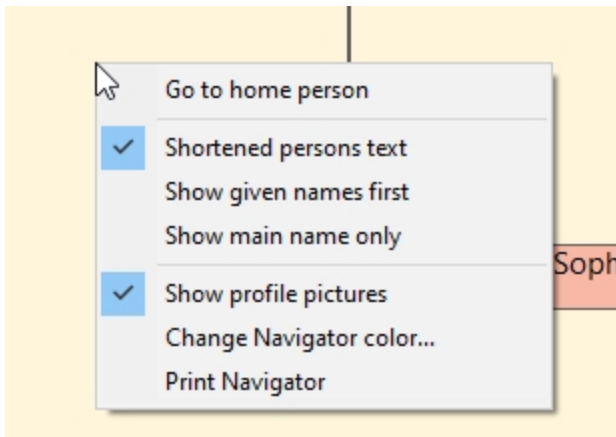 Go to home person
Shortened persons text
Show given names first
Show main name only
Soph
Show profile pictures
Change Navigator color...
Print Navigator